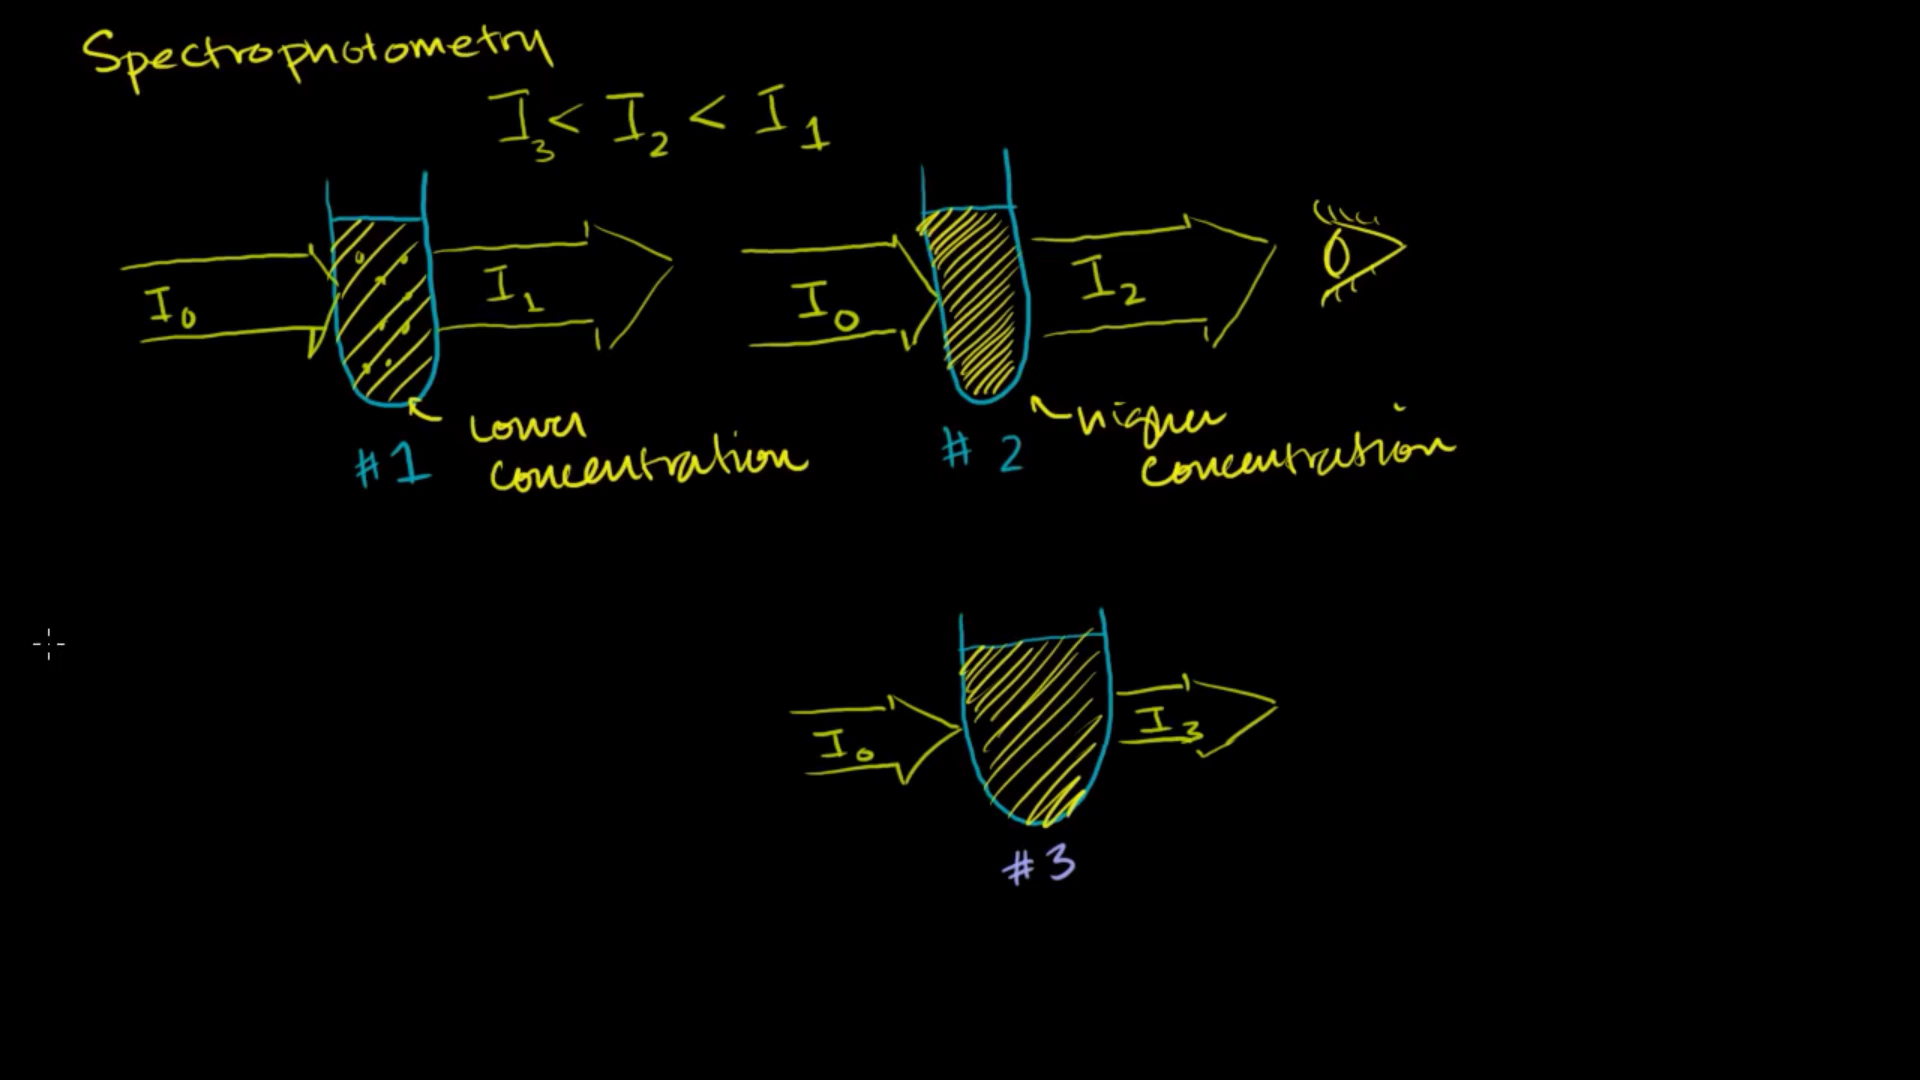 Spectrophotometry
I₃ < I₂ < I₁
I₀
I₁
I₀
I₂
#1
Lower
concentration
#2
higher
concentration
I₀
I₃
#3